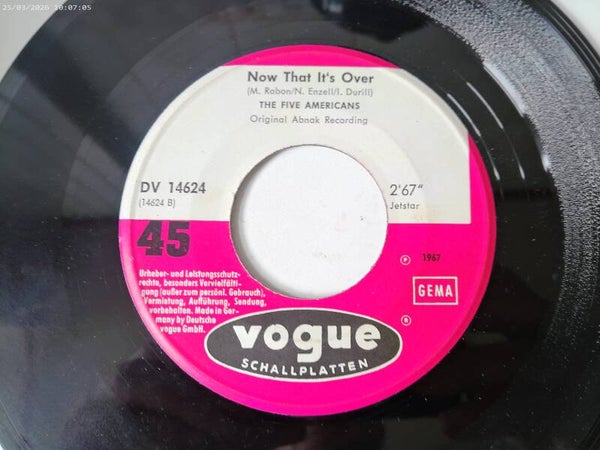 25/03/2026 10:07:05
Now That It's Over
(M. Rabon/N. Enzell/I. Durill)
THE FIVE AMERICANS
Original Abnak Recording
DV 14624
(14624 B)
2'67"
Jetstar
45
℗ 1967
Urheber- und Leistungsschutz-
rechte, besonders Vervielfälti-
gung (außer zum persönl. Gebrauch),
Vermietung, Aufführung, Sendung,
vorbehalten. Made in Ger-
many by Deutsche
vogue GmbH.
GEMA
®
vogue
SCHALLPLATTEN